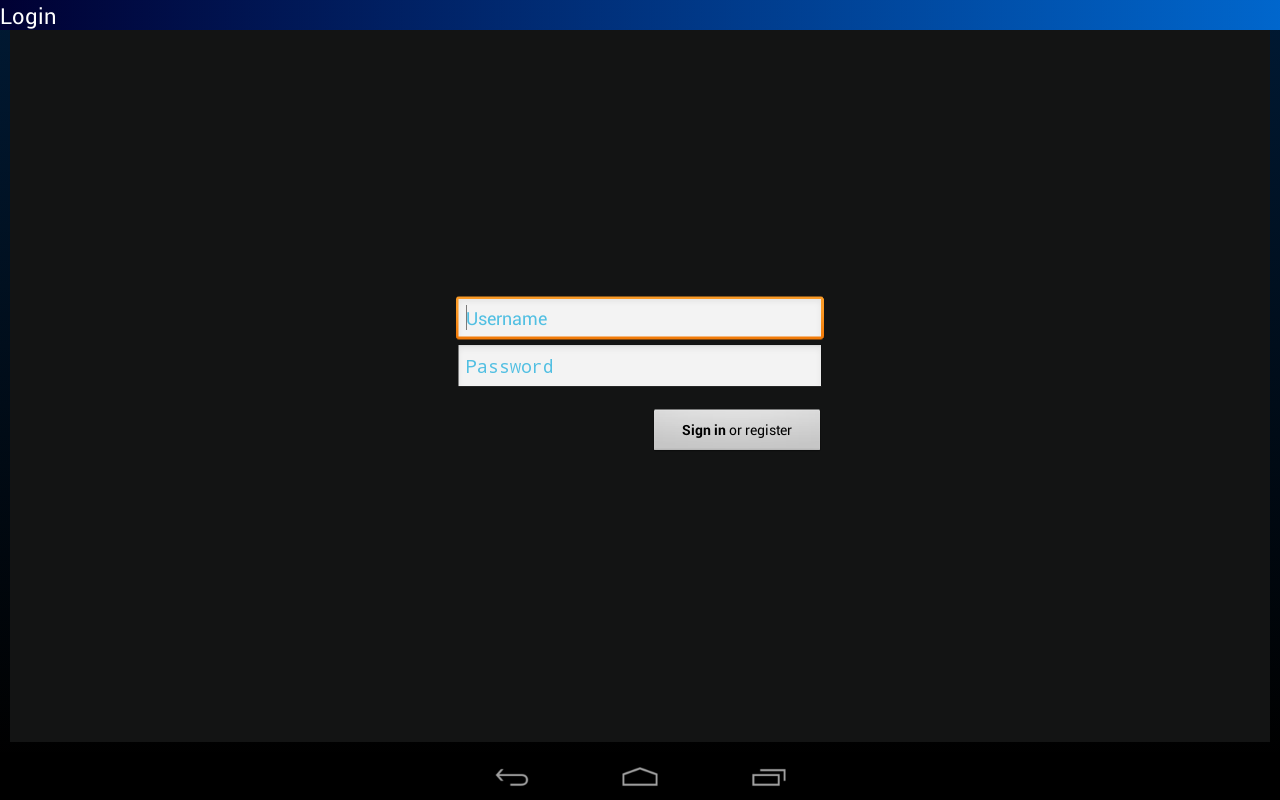 Login
Username
Password
Sign in or register